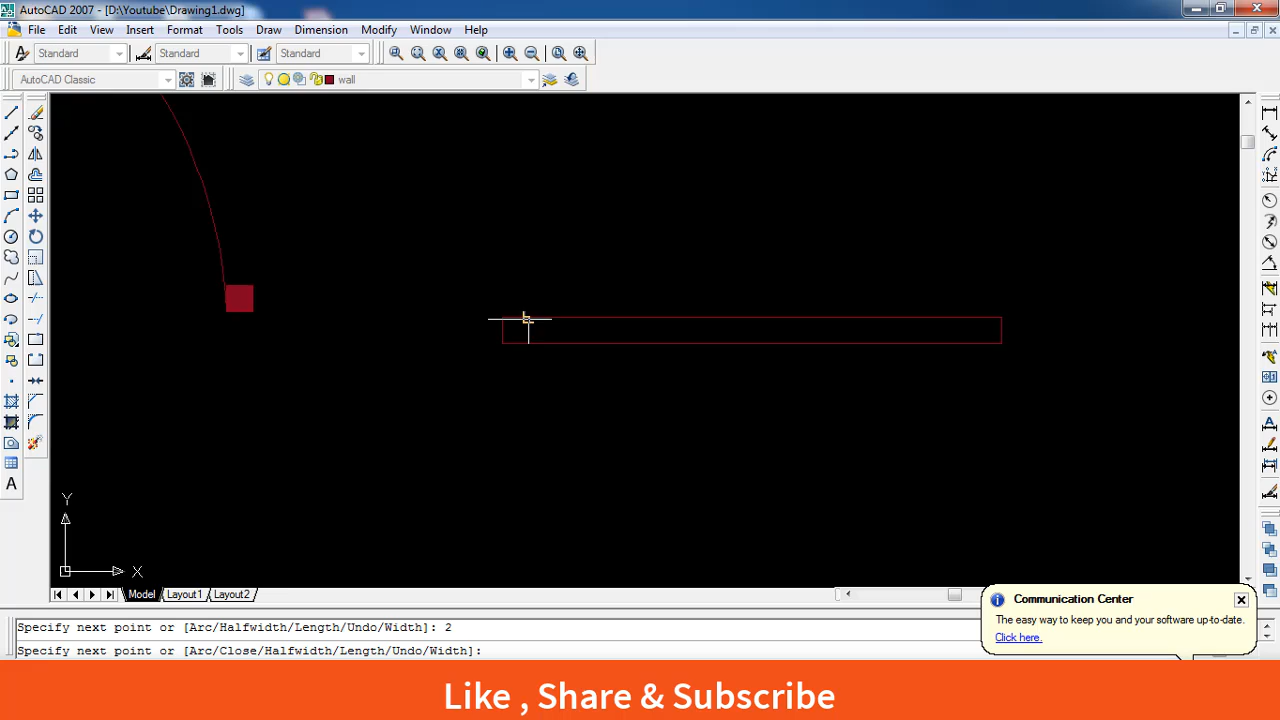 AutoCAD 2007 - [D:\Youtube\Drawing1.dwg]
File Edit View Insert Format Tools Draw Dimension Modify Window Help
Standard Standard Standard
AutoCAD Classic wall
A
Y
X
Model Layout1 Layout2
Communication Center
The easy way to keep you and your software up-to-date.
Click here.
Specify next point or [Arc/Halfwidth/Length/Undo/Width]: 2
Specify next point or [Arc/Close/Halfwidth/Length/Undo/Width]:
Like , Share & Subscribe